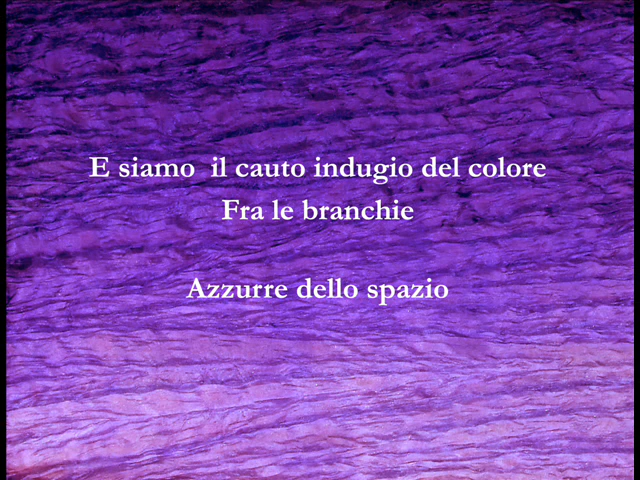 E siamo  il cauto indugio del colore
Fra le branchie
Azzurre dello spazio